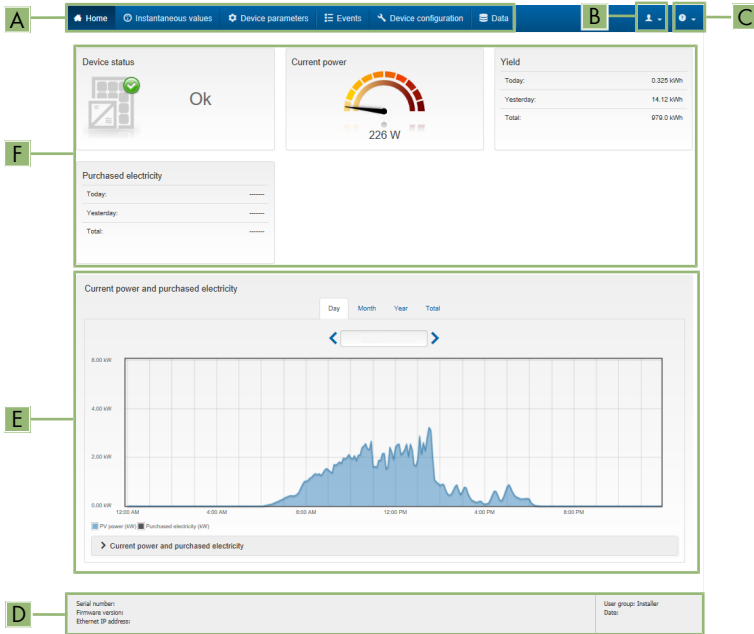 A
Home
Instantaneous values
Device parameters
Events
Device configuration
Data
B
C
Device status
Ok
Current power
226 W
Yield
Today: 0.325 kWh
Yesterday: 14.12 kWh
Total: 979.0 kWh
F
Purchased electricity
Today: -------
Yesterday: -------
Total: -------
Current power and purchased electricity
Day Month Year Total
6.00 kW
4.00 kW
E
2.00 kW
0.00 kW
12:00 AM 4:00 AM 8:00 AM 12:00 PM 4:00 PM 8:00 PM
PV power (kW) Purchased electricity (kW)
Current power and purchased electricity
D
Serial number:
Firmware version:
Ethernet IP address:
User group: Installer
Date: